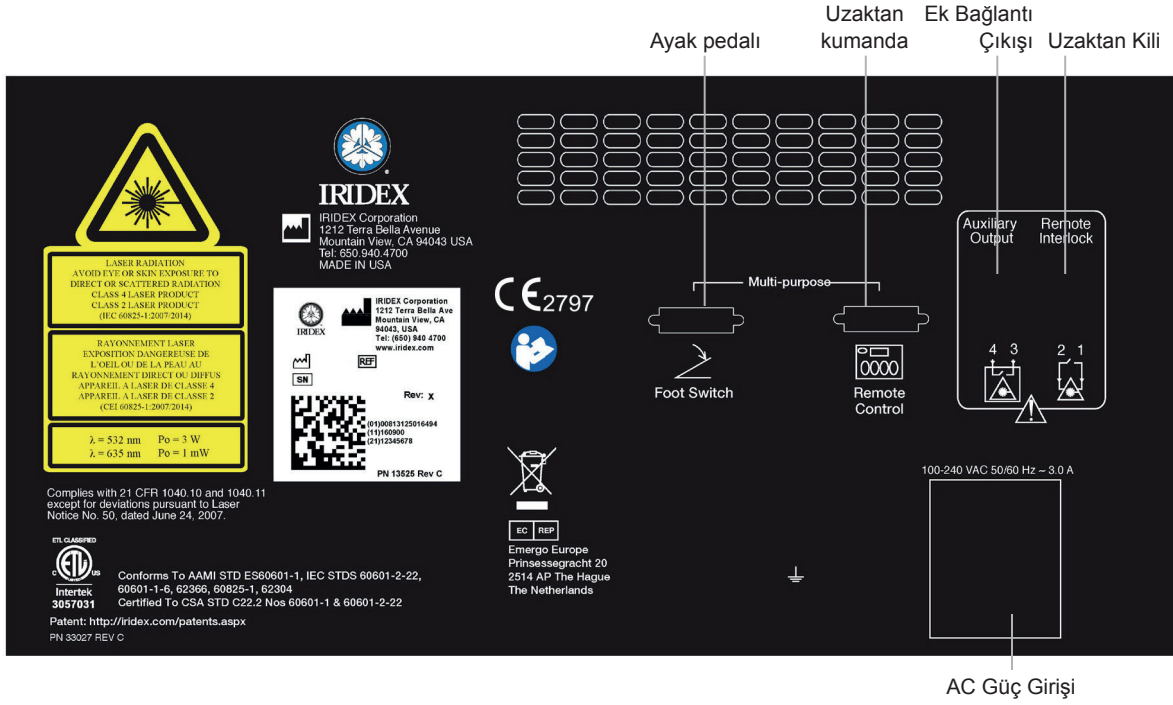 Ayak pedalı
Uzaktan
kumanda
Ek Bağlantı
Çıkışı
Uzaktan Kili
LASER RADIATION
AVOID EYE OR SKIN EXPOSURE TO
DIRECT OR SCATTERED RADIATION
CLASS 4 LASER PRODUCT
CLASS 2 LASER PRODUCT
(IEC 60825-1:2007/2014)
RAYONNEMENT LASER
EXPOSITION DANGEREUSE DE
L'OEIL OU DE LA PEAU AU
RAYONNEMENT DIRECT OU DIFFUS
APPAREIL A LASER DE CLASSE 4
APPAREIL A LASER DE CLASSE 2
(CEI 60825-1:2007/2014)
λ = 532 nm Po = 3 W
λ = 635 nm Po = 1 mW
IRIDEX
IRIDEX Corporation
1212 Terra Bella Avenue
Mountain View, CA 94043 USA
Tel: 650.940.4700
MADE IN USA
IRIDEX
IRIDEX Corporation
1212 Terra Bella Ave
Mountain View, CA
94043, USA
Tel: (650) 940 4700
www.iridex.com
REF
SN
Rev: x
(01)00813125016494
(11)160900
(21)12345678
PN 13525 Rev C
Complies with 21 CFR 1040.10 and 1040.11
except for deviations pursuant to Laser
Notice No. 50, dated June 24, 2007.
ETL CLASSIFIED
ETL
C US
Intertek
3057031
Conforms To AAMI STD ES60601-1, IEC STDS 60601-2-22,
60601-1-6, 62366, 60825-1, 62304
Certified To CSA STD C22.2 Nos 60601-1 & 60601-2-22
Patent: http://iridex.com/patents.aspx
PN 33027 REV C
CE2797
EC REP
Emergo Europe
Prinsessegracht 20
2514 AP The Hague
The Netherlands
Multi-purpose
Foot Switch
0000
Remote
Control
Auxiliary
Output
Remote
Interlock
4 3
2 1
100-240 VAC 50/60 Hz ~ 3.0 A
AC Güç Girişi